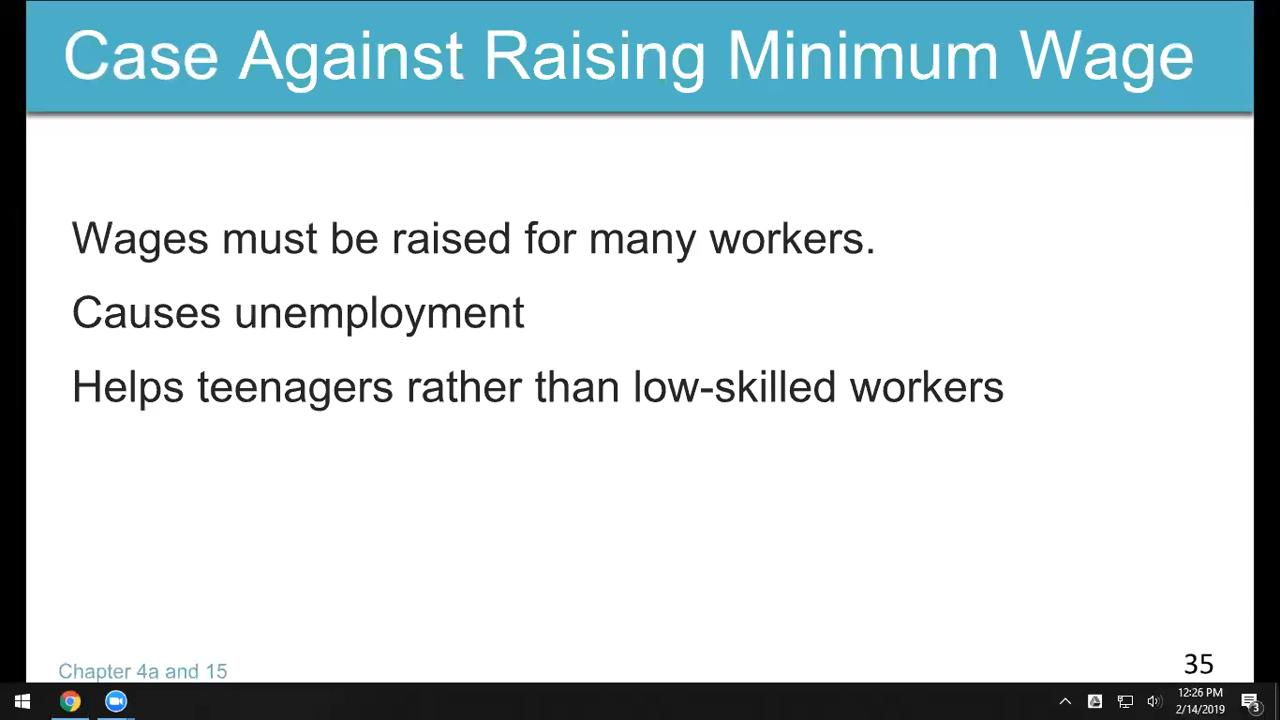 Case Against Raising Minimum Wage
Wages must be raised for many workers.
Causes unemployment
Helps teenagers rather than low-skilled workers
Chapter 4a and 15
35
12:26 PM
2/14/2019
3